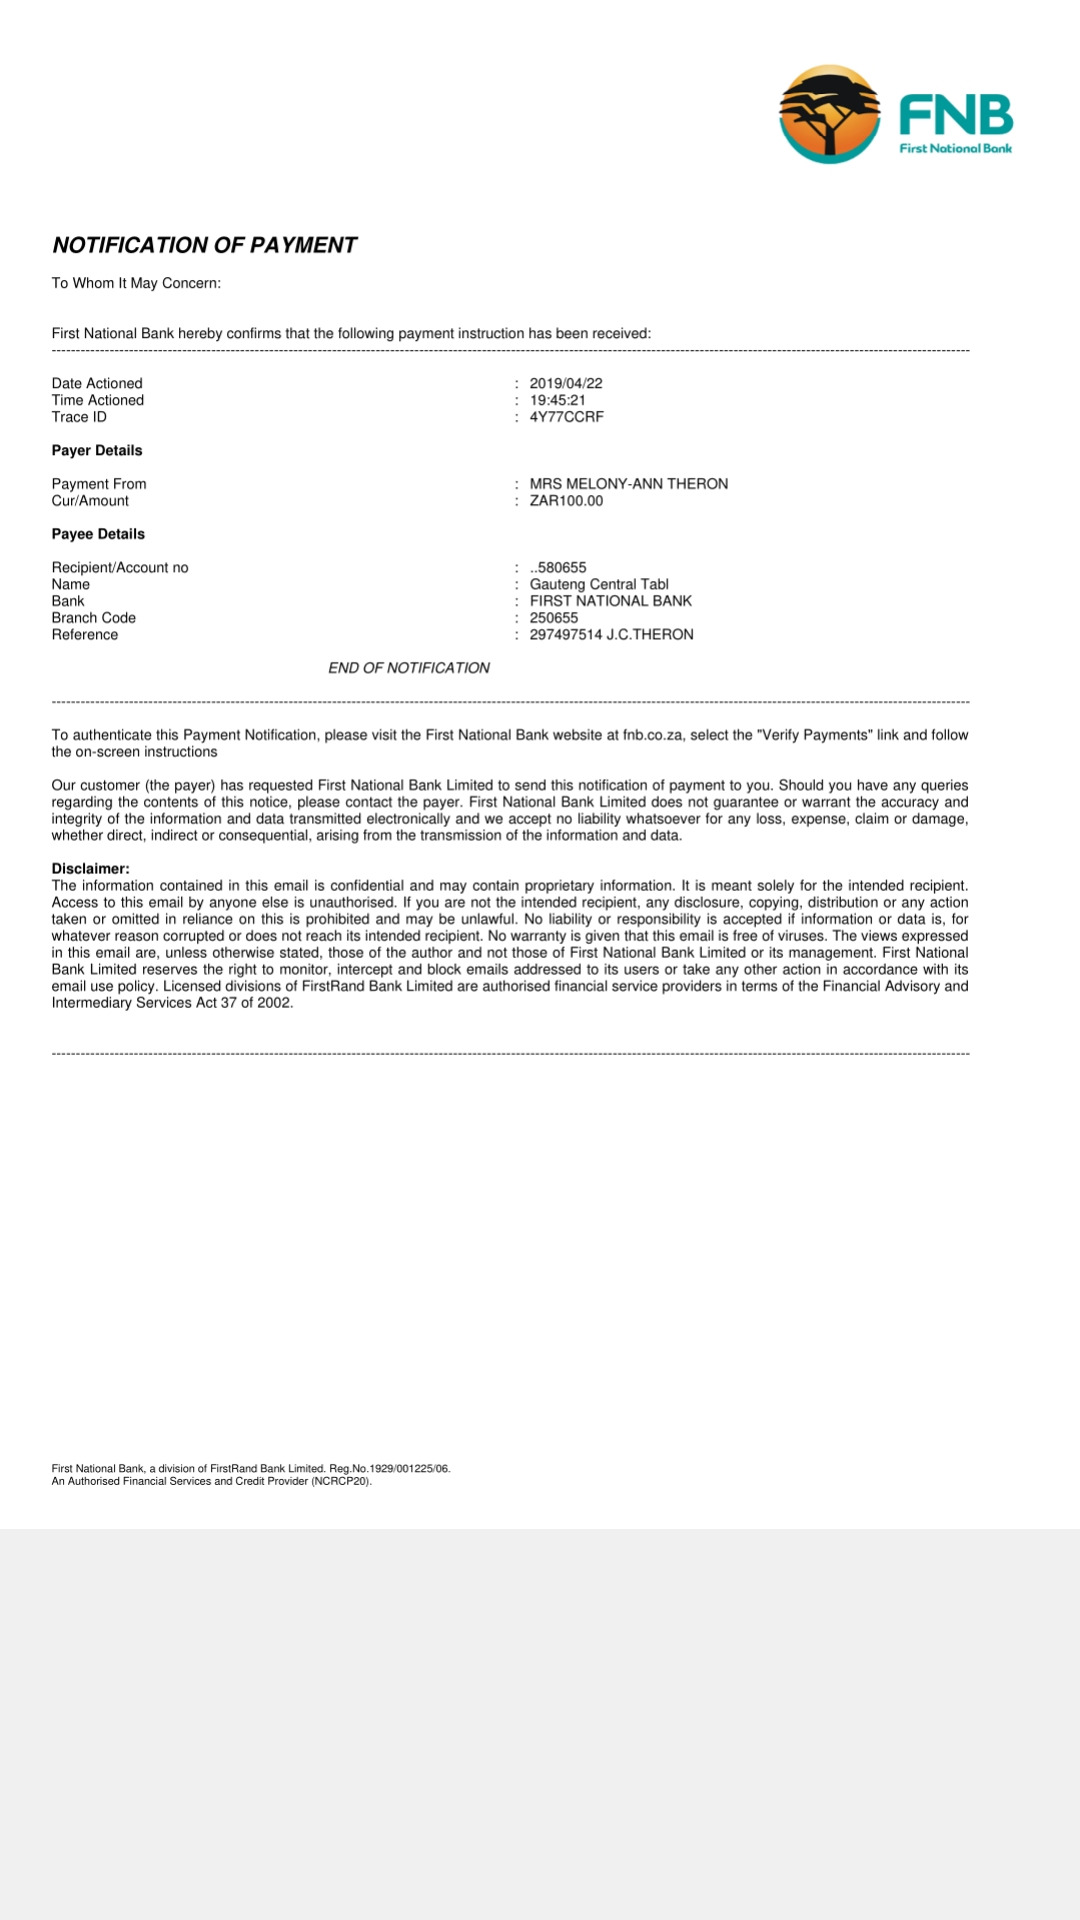 FNB
First National Bank
NOTIFICATION OF PAYMENT
To Whom It May Concern:
First National Bank hereby confirms that the following payment instruction has been received:
Date Actioned : 2019/04/22
Time Actioned : 19:45:21
Trace ID : 4Y77CCRF
Payer Details
Payment From : MRS MELONY-ANN THERON
Cur/Amount : ZAR100.00
Payee Details
Recipient/Account no : ..580655
Name : Gauteng Central Tabl
Bank : FIRST NATIONAL BANK
Branch Code : 250655
Reference : 297497514 J.C.THERON
END OF NOTIFICATION
To authenticate this Payment Notification, please visit the First National Bank website at fnb.co.za, select the "Verify Payments" link and follow
the on-screen instructions
Our customer (the payer) has requested First National Bank Limited to send this notification of payment to you. Should you have any queries
regarding the contents of this notice, please contact the payer. First National Bank Limited does not guarantee or warrant the accuracy and
integrity of the information and data transmitted electronically and we accept no liability whatsoever for any loss, expense, claim or damage,
whether direct, indirect or consequential, arising from the transmission of the information and data.
Disclaimer:
The information contained in this email is confidential and may contain proprietary information. It is meant solely for the intended recipient.
Access to this email by anyone else is unauthorised. If you are not the intended recipient, any disclosure, copying, distribution or any action
taken or omitted in reliance on this is prohibited and may be unlawful. No liability or responsibility is accepted if information or data is, for
whatever reason corrupted or does not reach its intended recipient. No warranty is given that this email is free of viruses. The views expressed
in this email are, unless otherwise stated, those of the author and not those of First National Bank Limited or its management. First National
Bank Limited reserves the right to monitor, intercept and block emails addressed to its users or take any other action in accordance with its
email use policy. Licensed divisions of FirstRand Bank Limited are authorised financial service providers in terms of the Financial Advisory and
Intermediary Services Act 37 of 2002.
First National Bank, a division of FirstRand Bank Limited. Reg.No.1929/001225/06.
An Authorised Financial Services and Credit Provider (NCRCP20).